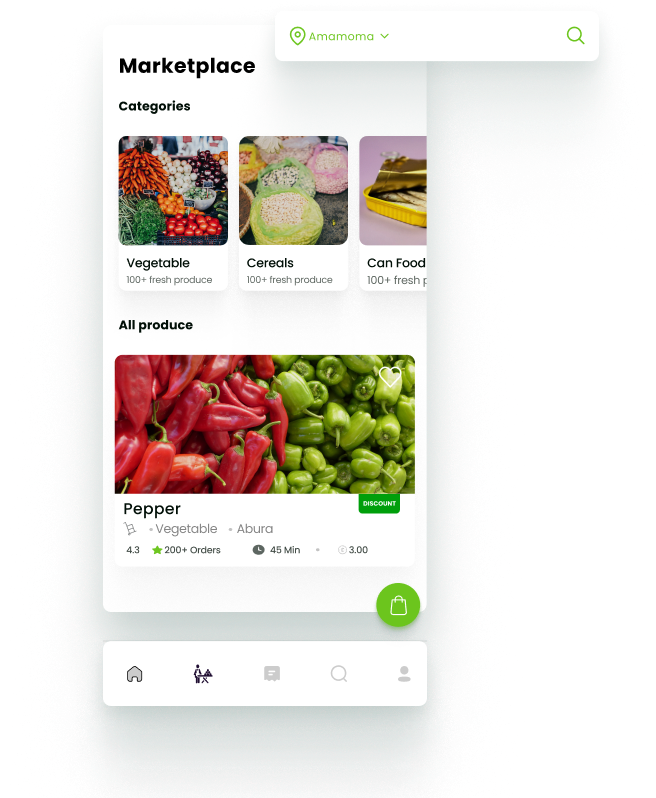 Amamoma
Marketplace
Categories
Vegetable
100+ fresh produce
Cereals
100+ fresh produce
Can Food
100+ fresh p
All produce
DISCOUNT
Pepper
• Vegetable • Abura
4.3 200+ Orders 45 Min • £3.00